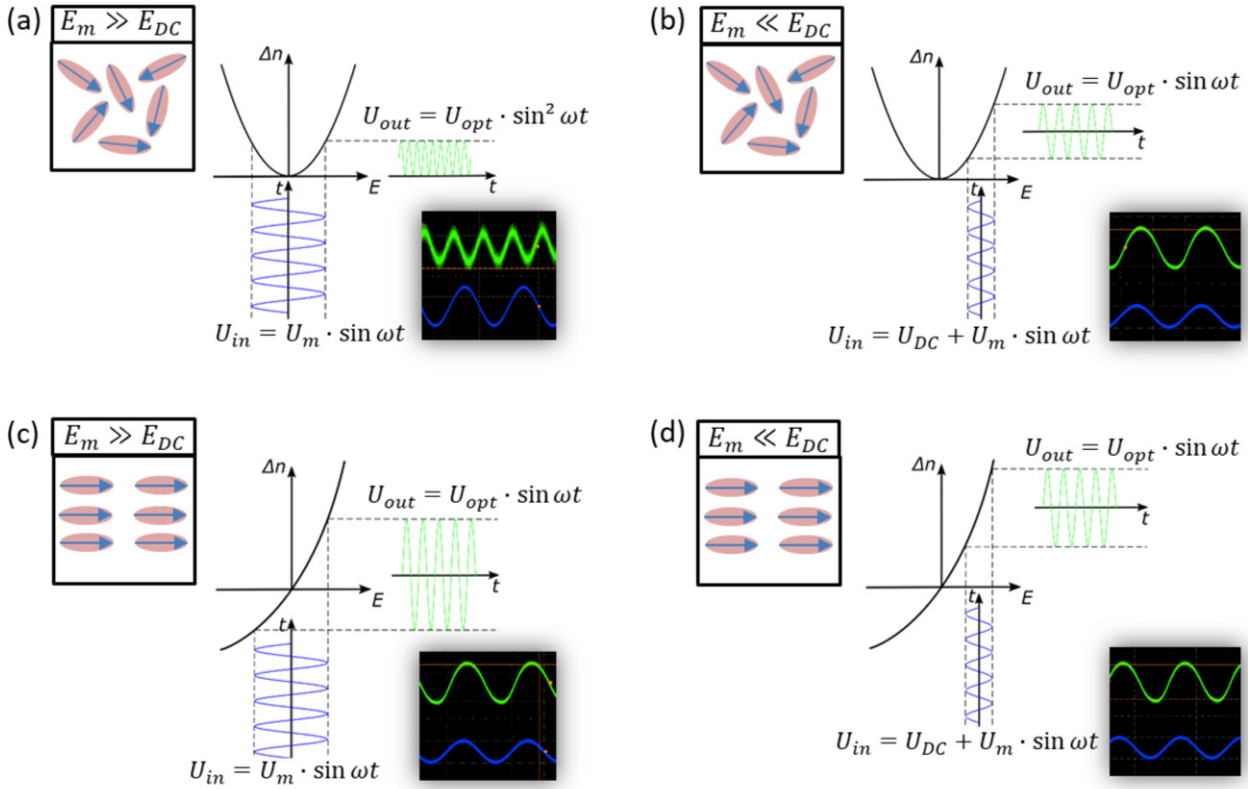 (a)
E_m ≫ E_DC
Δn
E
t
U_out = U_opt · sin² ωt
t
U_in = U_m · sin ωt
(b)
E_m ≪ E_DC
Δn
E
t
U_out = U_opt · sin ωt
t
U_in = U_DC + U_m · sin ωt
(c)
E_m ≫ E_DC
Δn
E
t
U_out = U_opt · sin ωt
t
U_in = U_m · sin ωt
(d)
E_m ≪ E_DC
Δn
E
t
U_out = U_opt · sin ωt
t
U_in = U_DC + U_m · sin ωt